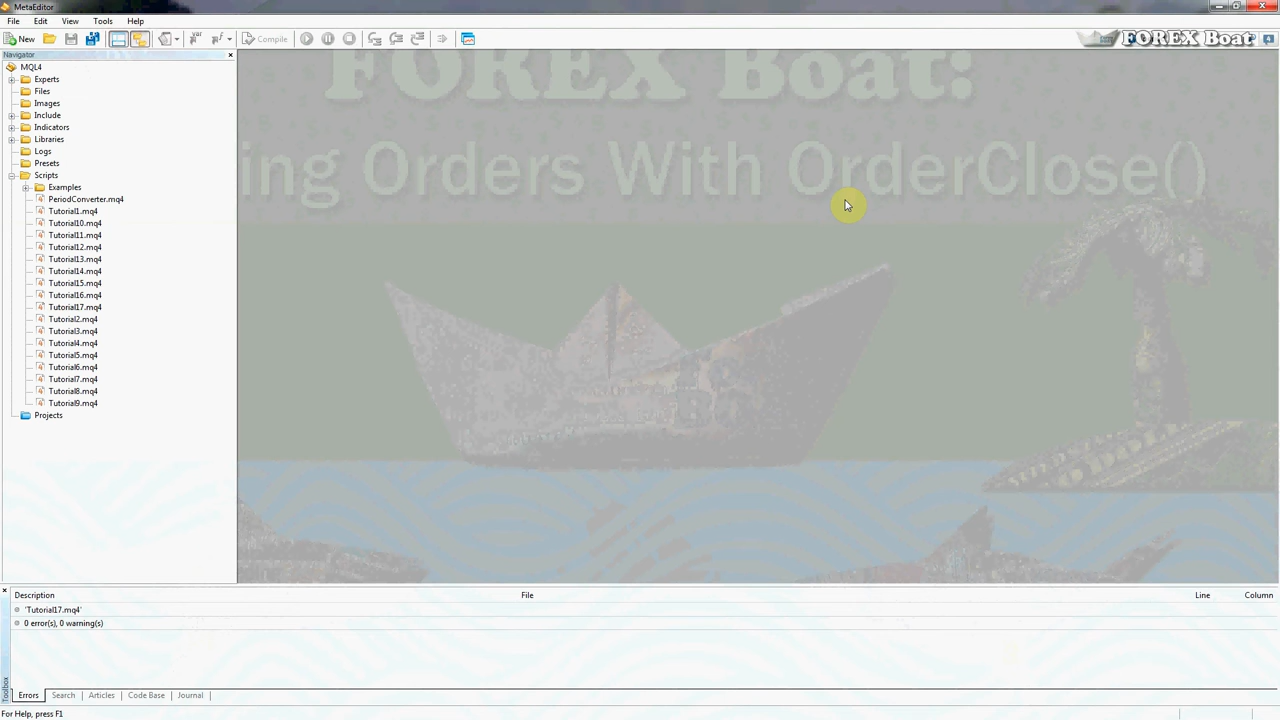 MetaEditor
File Edit View Tools Help
New Compile FOREX Boat 4
Navigator
MQL4
Experts
Files
Images
Include
Indicators
Libraries
Logs
Presets
Scripts
Examples
PeriodConverter.mq4
Tutorial1.mq4
Tutorial10.mq4
Tutorial11.mq4
Tutorial12.mq4
Tutorial13.mq4
Tutorial14.mq4
Tutorial15.mq4
Tutorial16.mq4
Tutorial17.mq4
Tutorial2.mq4
Tutorial3.mq4
Tutorial4.mq4
Tutorial5.mq4
Tutorial6.mq4
Tutorial7.mq4
Tutorial8.mq4
Tutorial9.mq4
Projects
FOREX Boat:
ing Orders With OrderClose()
Description File Line Column
'Tutorial17.mq4'
0 error(s), 0 warning(s)
Toolbox
Errors Search Articles Code Base Journal
For Help, press F1